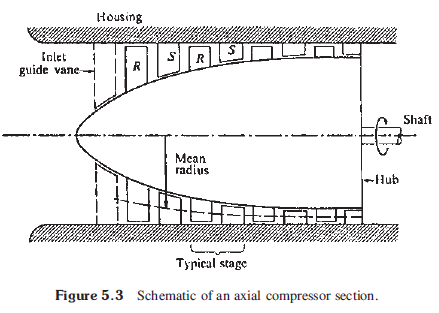 Housing
Inlet
guide vane
R
S
R
S
Shaft
Mean
radius
Hub
Typical stage
Figure 5.3 Schematic of an axial compressor section.